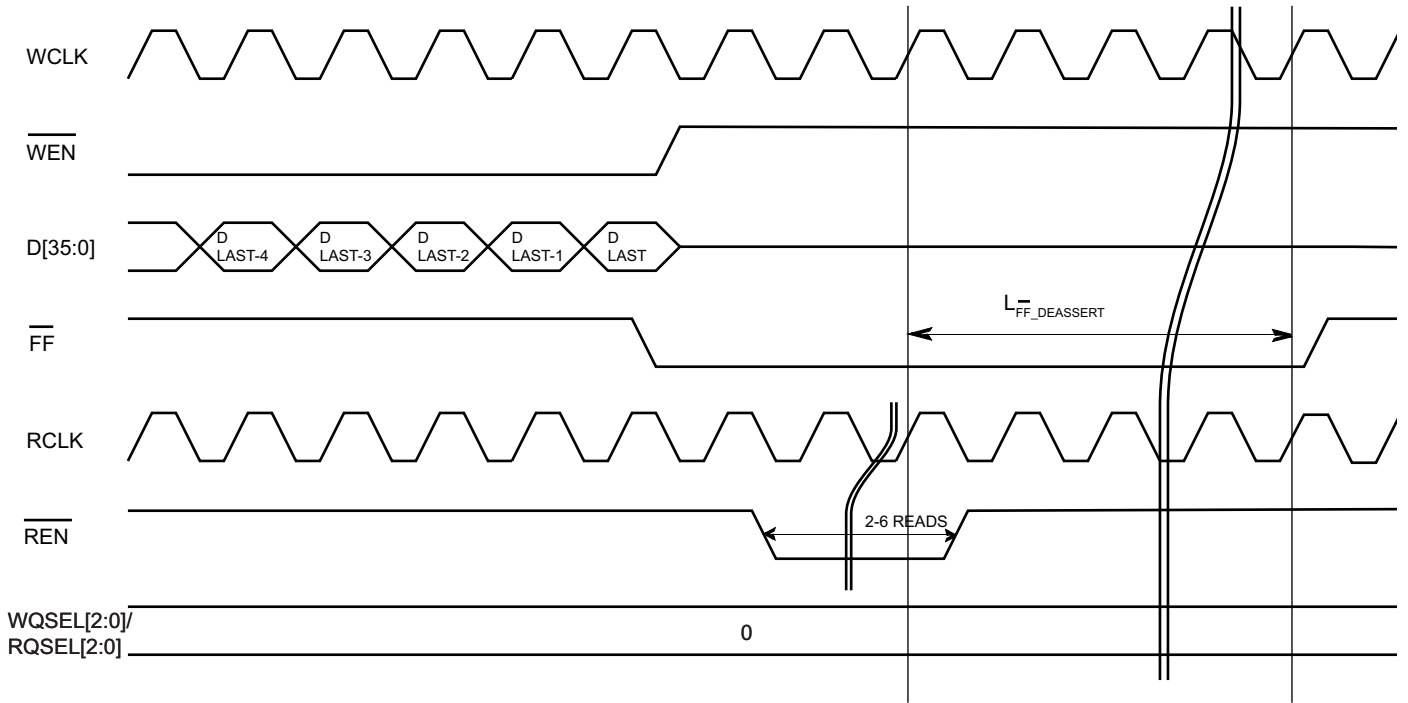 WCLK
WEN
D[35:0]
D
LAST-4
D
LAST-3
D
LAST-2
D
LAST-1
D
LAST
FF
LFF_DEASSERT
RCLK
REN
2-6 READS
WQSEL[2:0]/
RQSEL[2:0]
0